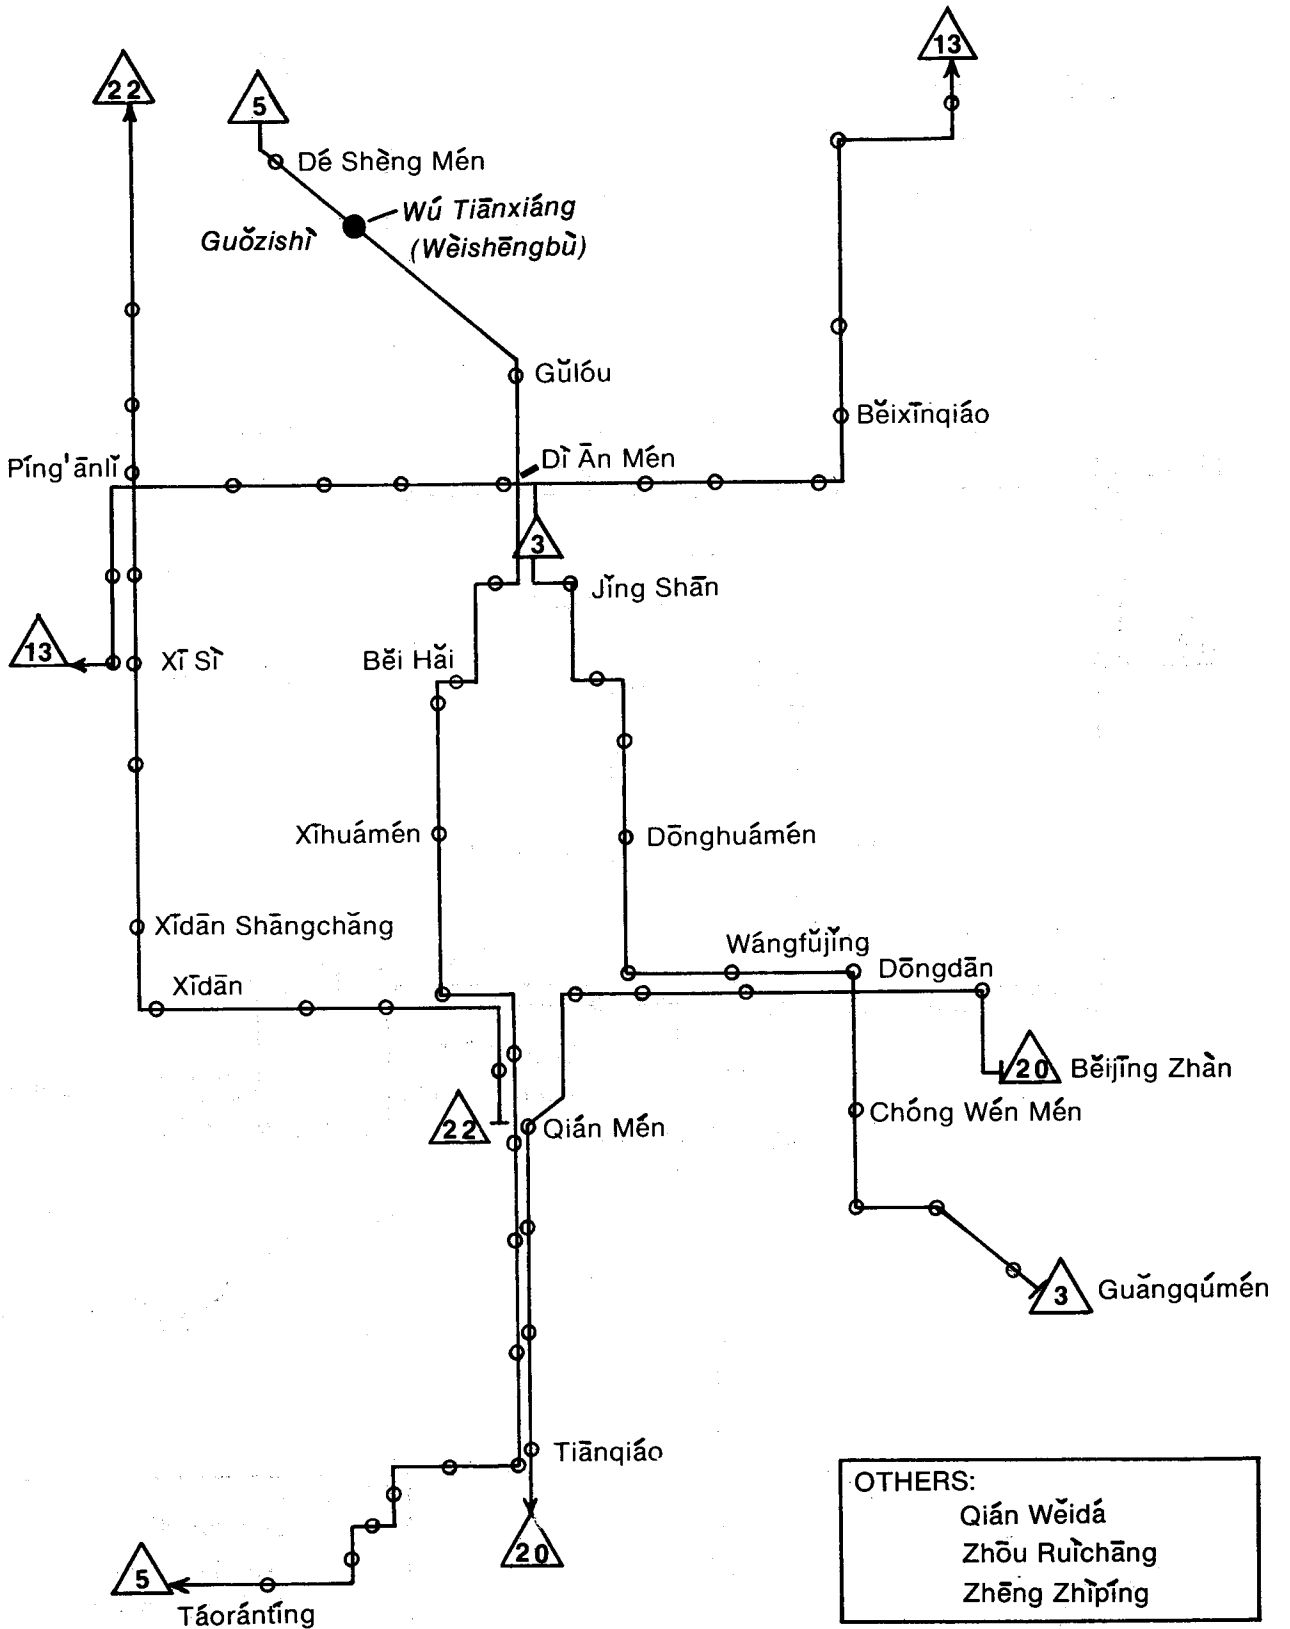 13
22
5
Dé Shèng Mén
Wú Tiānxiáng
(Wèishēngbù)
Guǒzishì
Gǔlóu
Běixīnqiáo
Dì Ān Mén
Píng'ānlǐ
3
Jǐng Shān
13
Xī Sì
Běi Hǎi
Xīhuámén
Dōnghuámén
Xīdān Shāngchǎng
Wángfǔjǐng
Dōngdān
Xīdān
20
Běijīng Zhàn
22
Qián Mén
Chóng Wén Mén
3
Guǎngqúmén
Tiānqiáo
20
5
Táorántíng
OTHERS:
Qián Wěidá
Zhōu Ruìchāng
Zhēng Zhìpíng